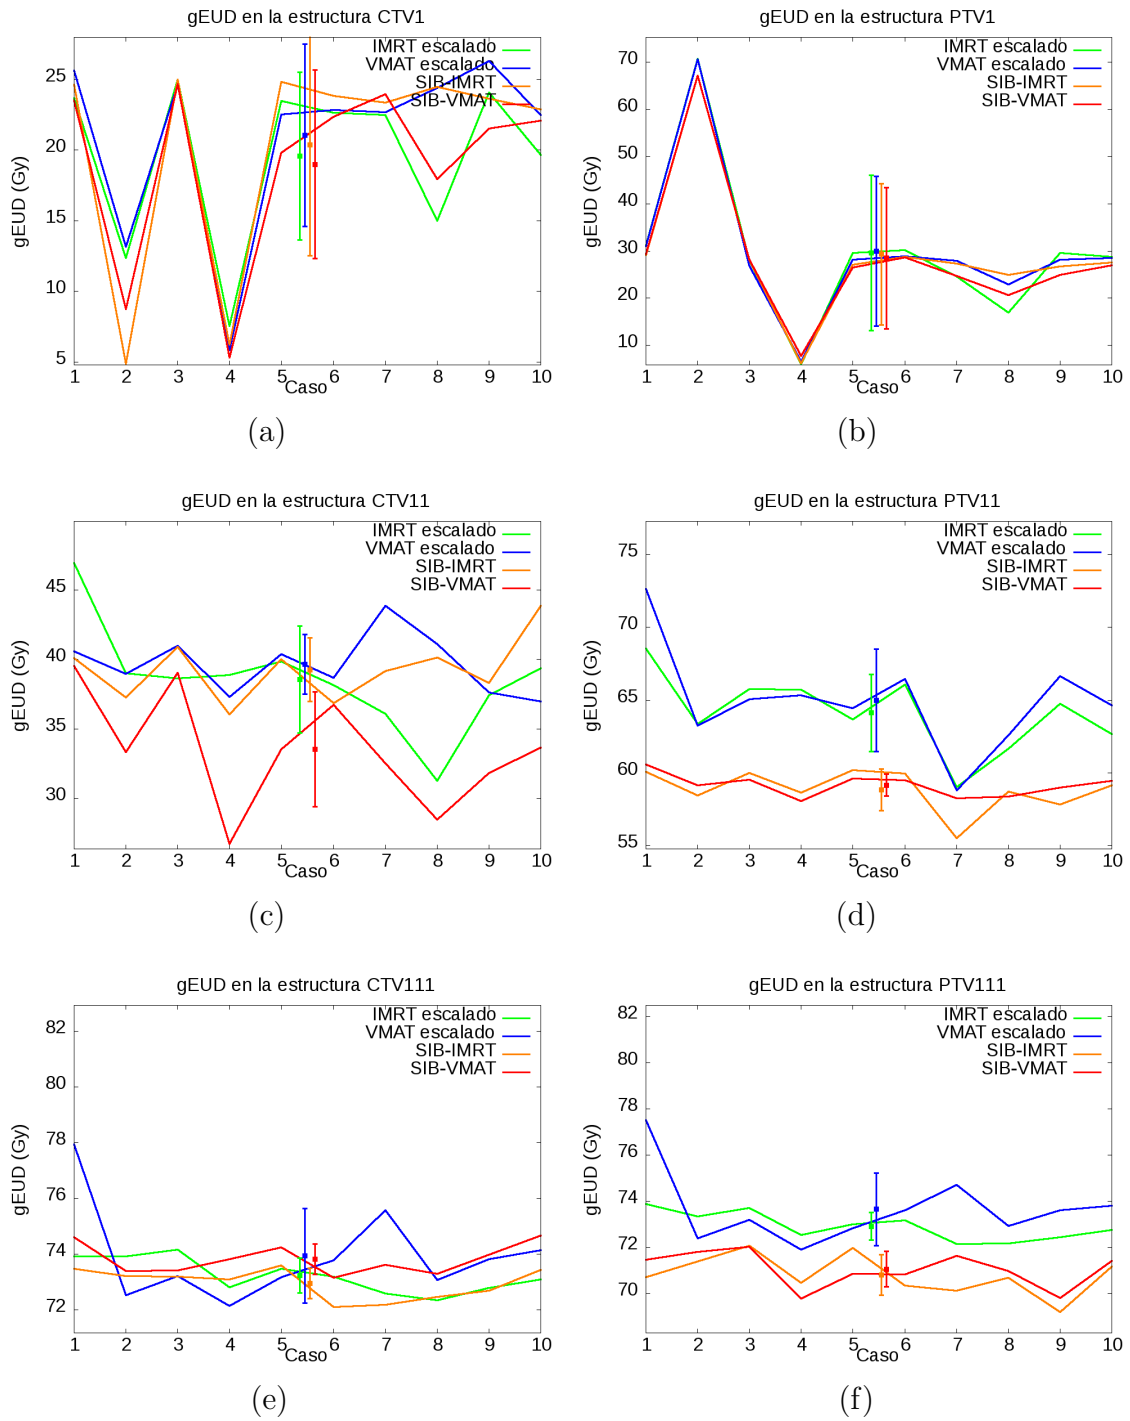 gEUD en la estructura CTV1
IMRT escalado
VMAT escalado
SIB-IMRT
SIB-VMAT
gEUD (Gy)
25
20
15
10
5
1 2 3 4 5 6 7 8 9 10
Caso
(a)
gEUD en la estructura PTV1
IMRT escalado
VMAT escalado
SIB-IMRT
SIB-VMAT
gEUD (Gy)
70
60
50
40
30
20
10
1 2 3 4 5 6 7 8 9 10
Caso
(b)
gEUD en la estructura CTV11
IMRT escalado
VMAT escalado
SIB-IMRT
SIB-VMAT
gEUD (Gy)
45
40
35
30
1 2 3 4 5 6 7 8 9 10
Caso
(c)
gEUD en la estructura PTV11
IMRT escalado
VMAT escalado
SIB-IMRT
SIB-VMAT
gEUD (Gy)
75
70
65
60
55
1 2 3 4 5 6 7 8 9 10
Caso
(d)
gEUD en la estructura CTV111
IMRT escalado
VMAT escalado
SIB-IMRT
SIB-VMAT
gEUD (Gy)
82
80
78
76
74
72
1 2 3 4 5 6 7 8 9 10
Caso
(e)
gEUD en la estructura PTV111
IMRT escalado
VMAT escalado
SIB-IMRT
SIB-VMAT
gEUD (Gy)
82
80
78
76
74
72
70
1 2 3 4 5 6 7 8 9 10
Caso
(f)